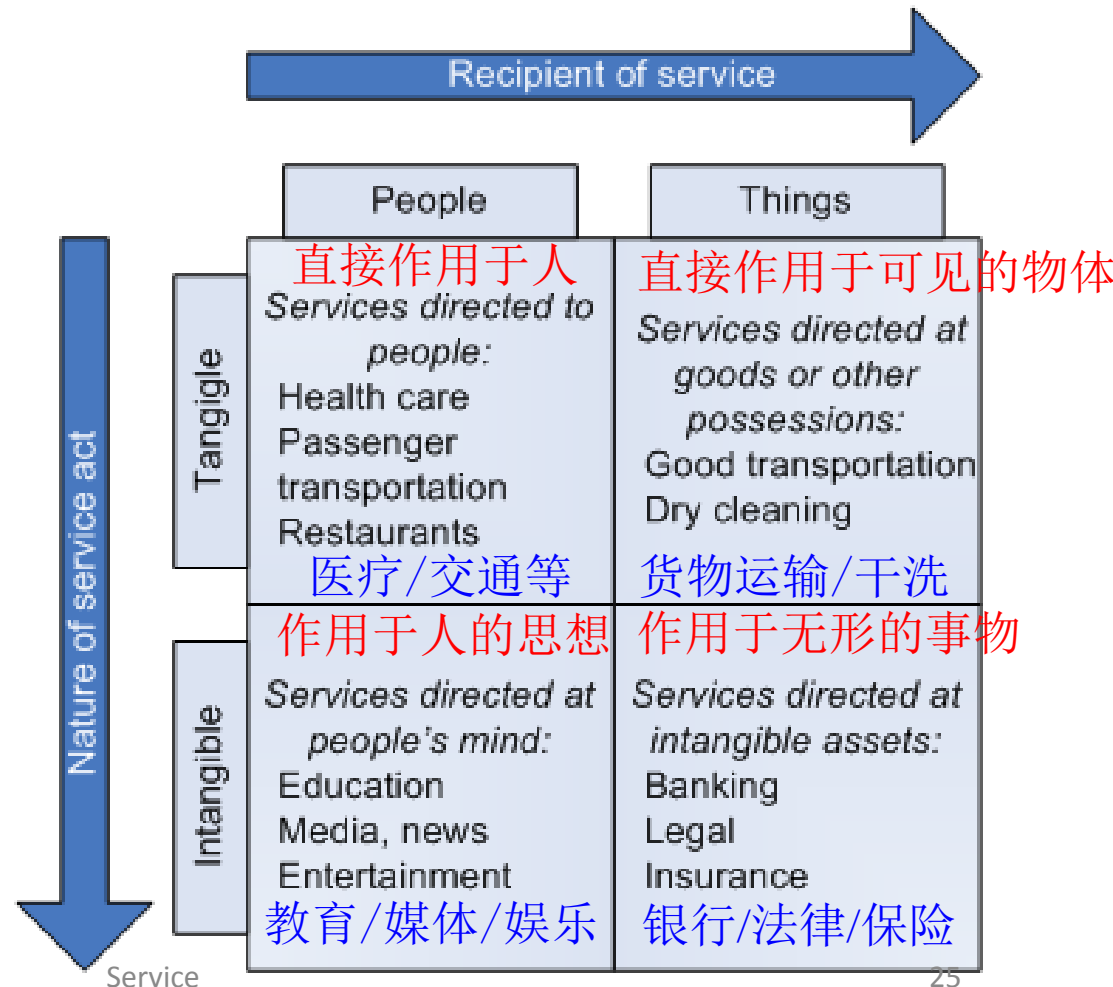 Recipient of service
People
Things
Nature of service act
Tangigle
直接作用于人
Services directed to
people:
Health care
Passenger
transportation
Restaurants
医疗/交通等
直接作用于可见的物体
Services directed at
goods or other
possessions:
Good transportation
Dry cleaning
货物运输/干洗
Intangible
作用于人的思想
Services directed at
people's mind:
Education
Media, news
Entertainment
教育/媒体/娱乐
作用于无形的事物
Services directed at
intangible assets:
Banking
Legal
Insurance
银行/法律/保险
Service
25